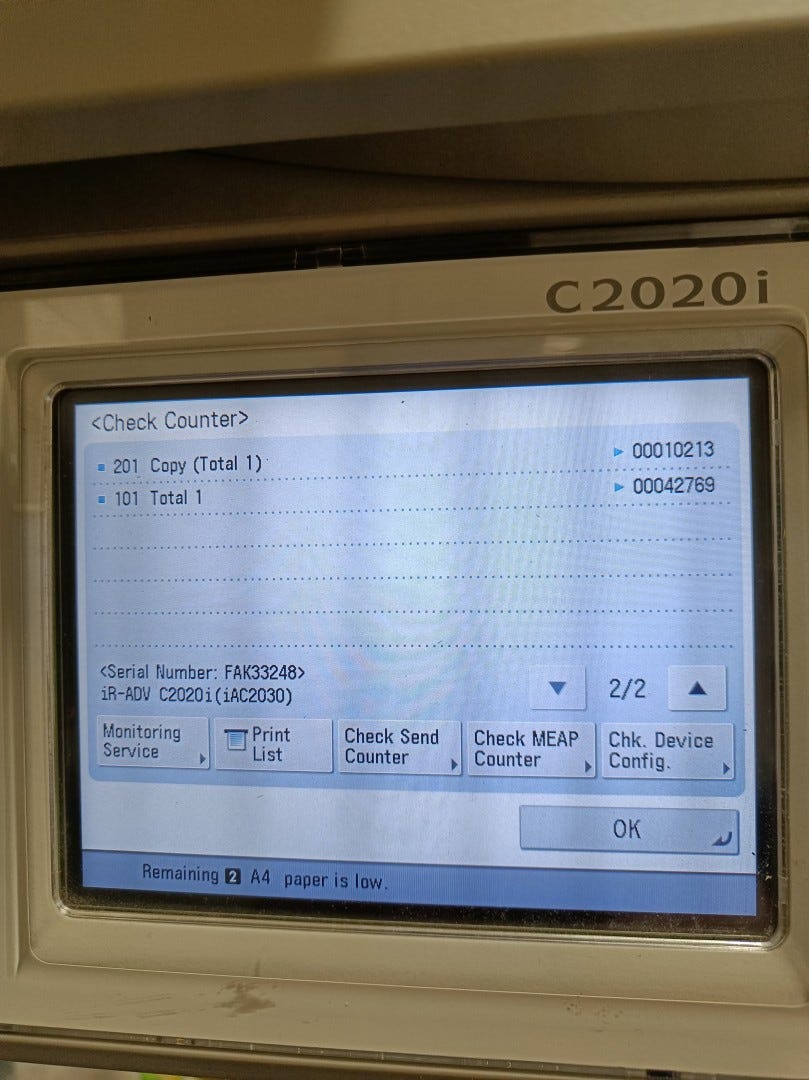 C2020i
<Check Counter>
201 Copy (Total 1) 00010213
101 Total 1 00042769
<Serial Number: FAK33248>
iR-ADV C2020i(iAC2030)
2/2
Monitoring
Service
Print
List
Check Send
Counter
Check MEAP
Counter
Chk. Device
Config.
OK
Remaining 2 A4 paper is low.